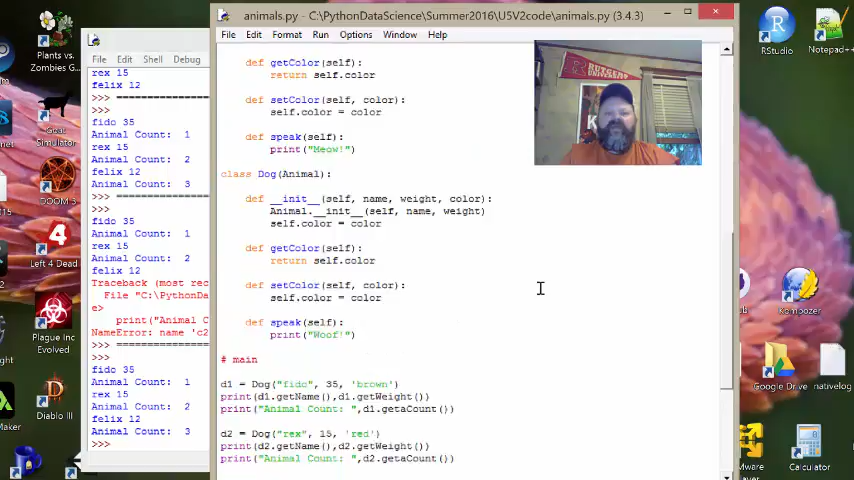 animals.py - C:\PythonDataScience\Summer2016\U5V2code\animals.py (3.4.3)
File Edit Format Run Options Window Help
def getColor(self):
return self.color
def setColor(self, color):
self.color = color
def speak(self):
print("Meow!")
class Dog(Animal):
def __init__(self, name, weight, color):
Animal.__init__(self, name, weight)
self.color = color
def getColor(self):
return self.color
def setColor(self, color):
self.color = color
def speak(self):
print("Woof!")
# main
d1 = Dog("fido", 35, 'brown')
print(d1.getName(),d1.getWeight())
print("Animal Count: ",d1.getaCount())
d2 = Dog("rex", 15, 'red')
print(d2.getName(),d2.getWeight())
print("Animal Count: ",d2.getaCount())
File Edit Shell Debug
rex 15
felix 12
>>> ================
>>>
fido 35
Animal Count: 1
rex 15
Animal Count: 2
felix 12
Animal Count: 3
>>> ================
>>>
fido 35
Animal Count: 1
rex 15
Animal Count: 2
felix 12
Traceback (most rec
File "C:\PythonDa
e>
print("Animal C
NameError: name 'c2
>>> ================
>>>
fido 35
Animal Count: 1
rex 15
Animal Count: 2
felix 12
Animal Count: 3
>>>
Plants vs.
Zombies G...
Goat
Simulator
DOOM 3
Left 4 Dead
Plague Inc
Evolved
Diablo III
Maker
RUTGERS
UNIVERSITY
RStudio
Notepad++
Kompozer
Google Drive
nativelog
Calculator